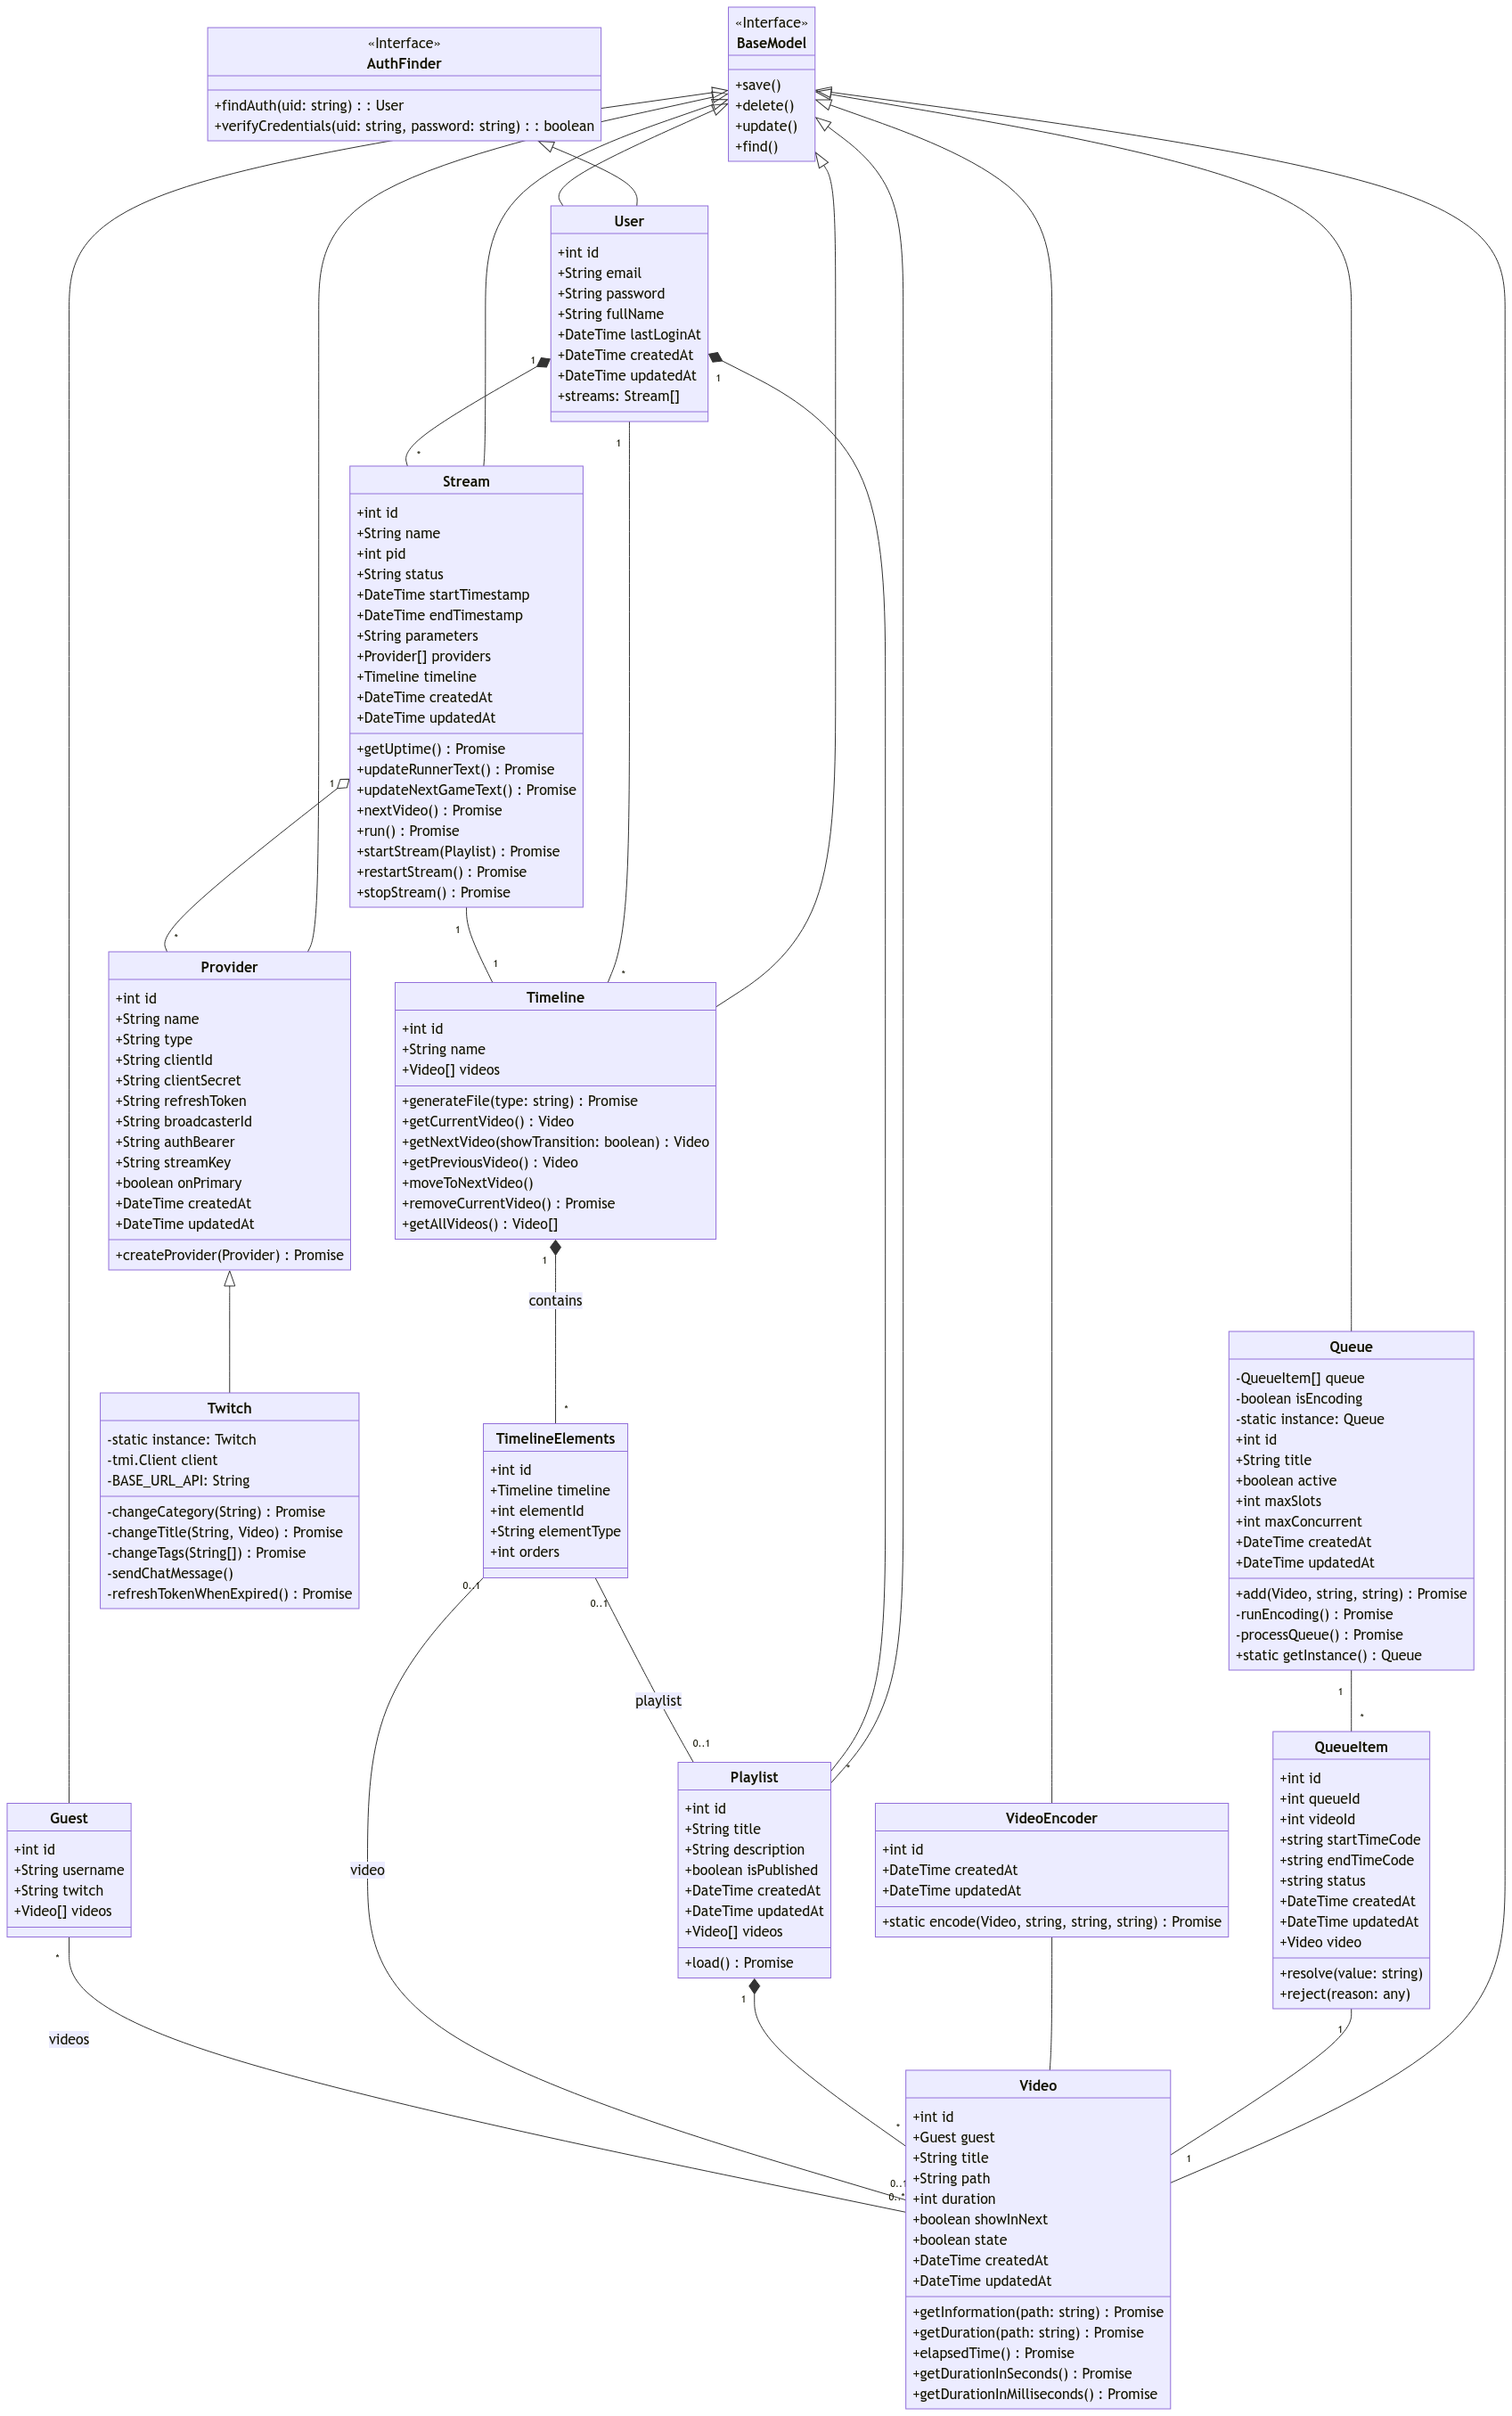 «Interface»
AuthFinder
+findAuth(uid: string) : : User
+verifyCredentials(uid: string, password: string) : : boolean
«Interface»
BaseModel
+save()
+delete()
+update()
+find()
User
+int id
+String email
+String password
+String fullName
+DateTime lastLoginAt
+DateTime createdAt
+DateTime updatedAt
+streams: Stream[]
1
1
1
*
Stream
+int id
+String name
+int pid
+String status
+DateTime startTimestamp
+DateTime endTimestamp
+String parameters
+Provider[] providers
+Timeline timeline
+DateTime createdAt
+DateTime updatedAt
+getUptime() : Promise
+updateRunnerText() : Promise
+updateNextGameText() : Promise
+nextVideo() : Promise
+run() : Promise
+startStream(Playlist) : Promise
+restartStream() : Promise
+stopStream() : Promise
1
1
*
1
*
Provider
+int id
+String name
+String type
+String clientId
+String clientSecret
+String refreshToken
+String broadcasterId
+String authBearer
+String streamKey
+boolean onPrimary
+DateTime createdAt
+DateTime updatedAt
+createProvider(Provider) : Promise
Timeline
+int id
+String name
+Video[] videos
+generateFile(type: string) : Promise
+getCurrentVideo() : Video
+getNextVideo(showTransition: boolean) : Video
+getPreviousVideo() : Video
+moveToNextVideo()
+removeCurrentVideo() : Promise
+getAllVideos() : Video[]
1
contains
*
Twitch
-static instance: Twitch
-tmi.Client client
-BASE_URL_API: String
-changeCategory(String) : Promise
-changeTitle(String, Video) : Promise
-changeTags(String[]) : Promise
-sendChatMessage()
-refreshTokenWhenExpired() : Promise
TimelineElements
+int id
+Timeline timeline
+int elementId
+String elementType
+int orders
0..1
0..1
playlist
0..1
*
Queue
-QueueItem[] queue
-boolean isEncoding
-static instance: Queue
+int id
+String title
+boolean active
+int maxSlots
+int maxConcurrent
+DateTime createdAt
+DateTime updatedAt
+add(Video, string, string) : Promise
-runEncoding() : Promise
-processQueue() : Promise
+static getInstance() : Queue
1
*
Guest
+int id
+String username
+String twitch
+Video[] videos
*
videos
video
Playlist
+int id
+String title
+String description
+boolean isPublished
+DateTime createdAt
+DateTime updatedAt
+Video[] videos
+load() : Promise
1
*
VideoEncoder
+int id
+DateTime createdAt
+DateTime updatedAt
+static encode(Video, string, string, string) : Promise
QueueItem
+int id
+int queueId
+int videoId
+string startTimeCode
+string endTimeCode
+string status
+DateTime createdAt
+DateTime updatedAt
+Video video
+resolve(value: string)
+reject(reason: any)
1
1
0..1
0..*
Video
+int id
+Guest guest
+String title
+String path
+int duration
+boolean showInNext
+boolean state
+DateTime createdAt
+DateTime updatedAt
+getInformation(path: string) : Promise
+getDuration(path: string) : Promise
+elapsedTime() : Promise
+getDurationInSeconds() : Promise
+getDurationInMilliseconds() : Promise